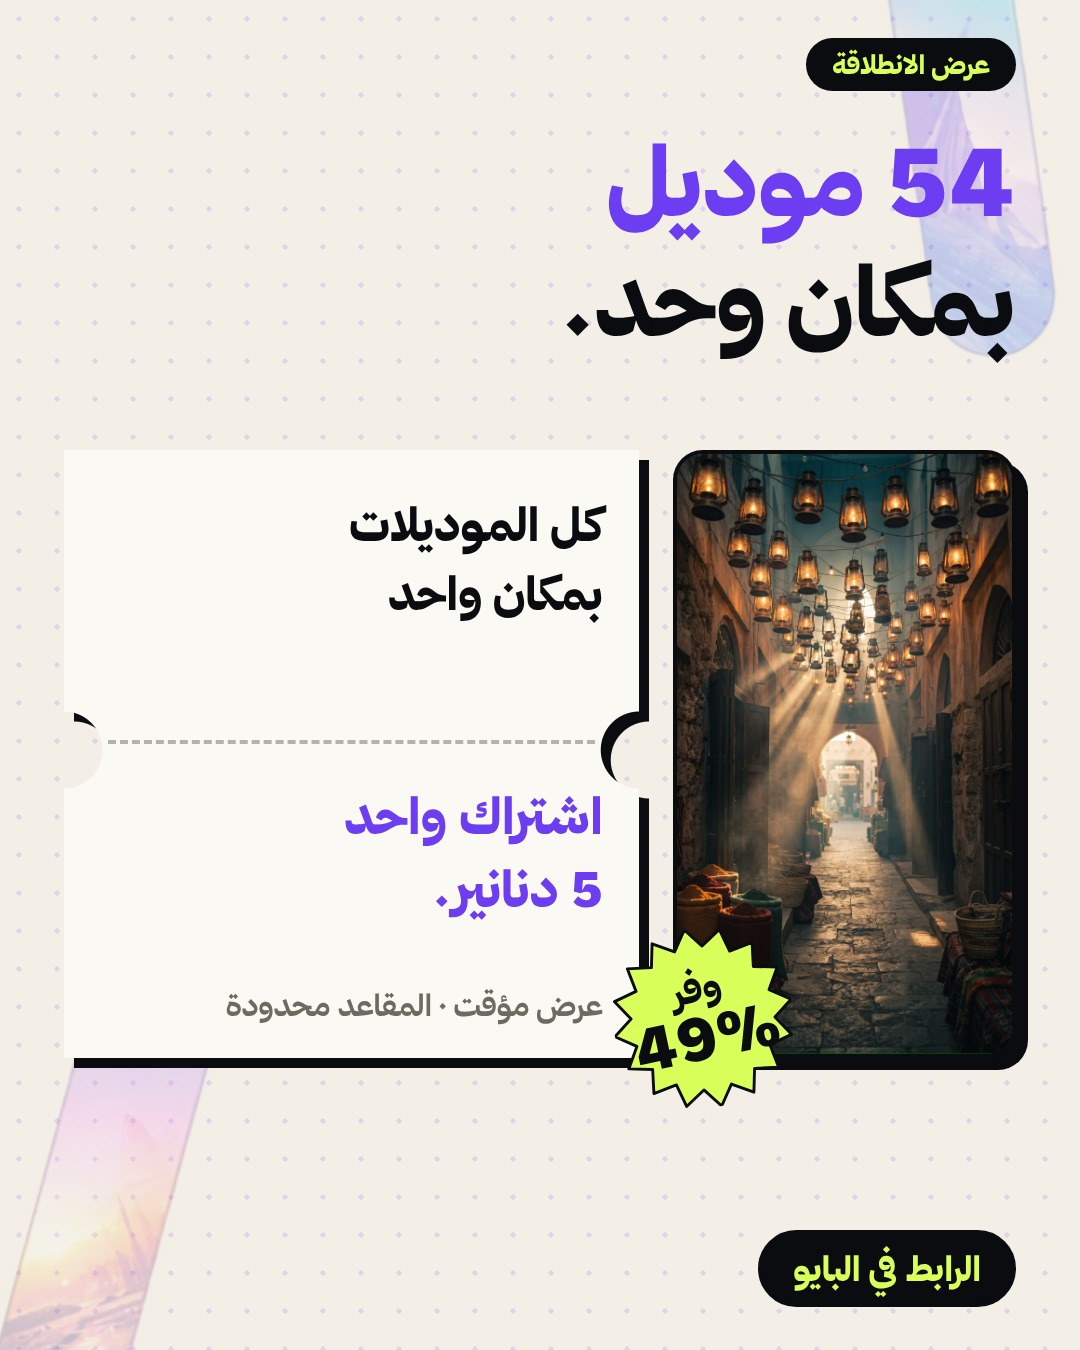 عرض الانطلاقة
54 موديل
بمكان وحد.
كل الموديلات
بمكان واحد
اشتراك واحد
5 دنانير.
عرض مؤقت · المقاعد محدودة
وفر
49%
الرابط في البايو